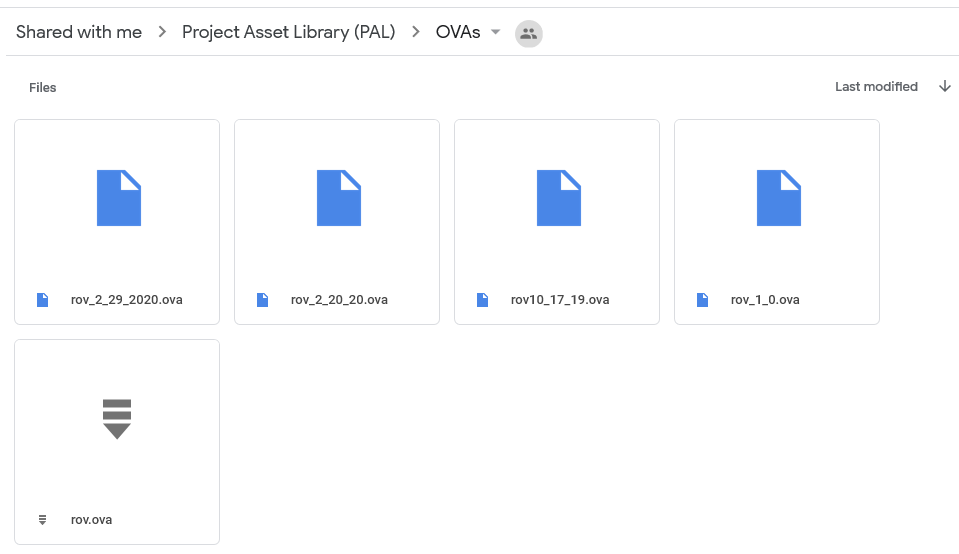 Shared with me > Project Asset Library (PAL) > OVAs
Files
Last modified
rov_2_29_2020.ova
rov_2_20_20.ova
rov10_17_19.ova
rov_1_0.ova
rov.ova